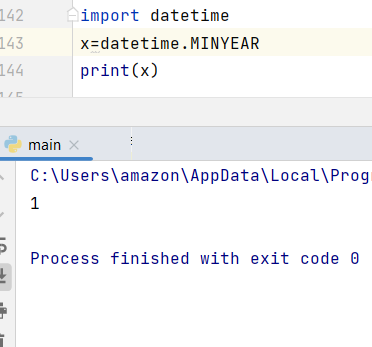 142 import datetime
143 x=datetime.MINYEAR
144 print(x)
main
C:\Users\amazon\AppData\Local\Prog
1
Process finished with exit code 0